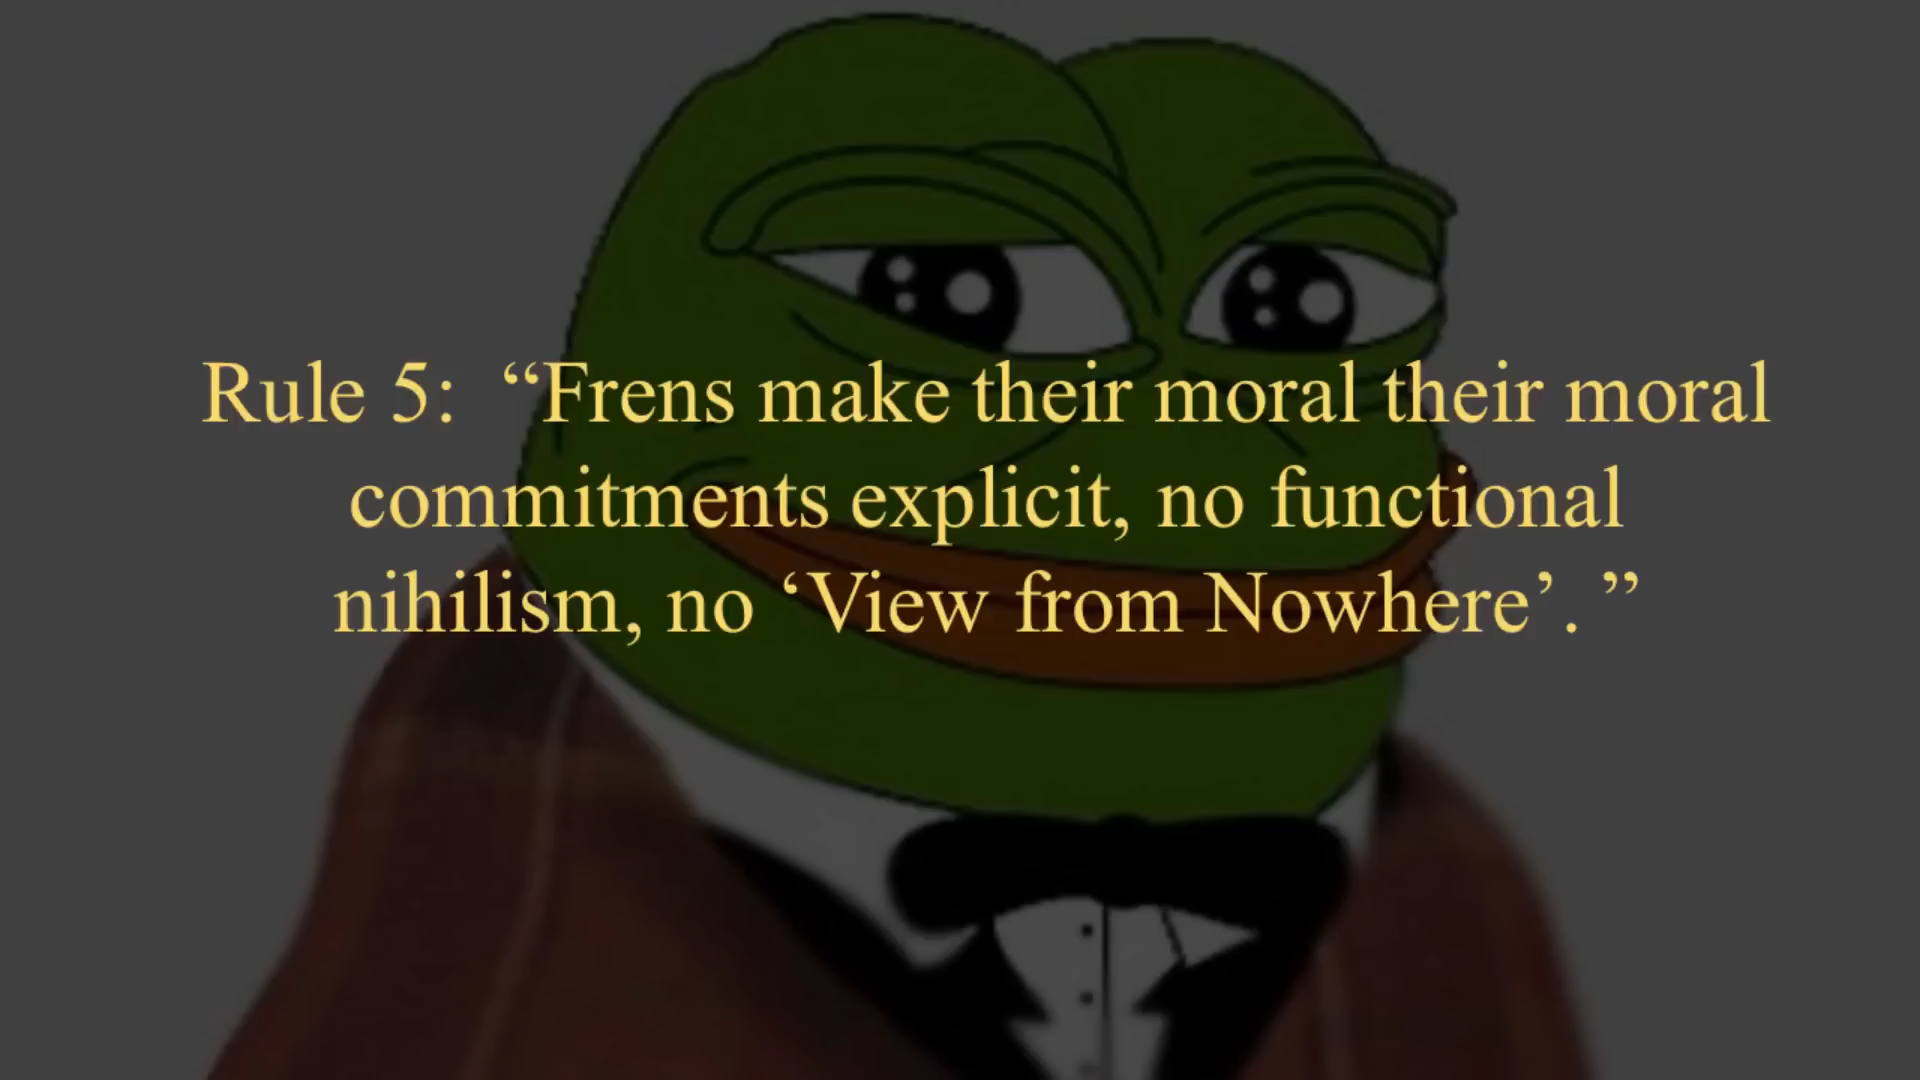 Rule 5:  “Frens make their moral their moral
commitments explicit, no functional
nihilism, no ‘View from Nowhere’. ”